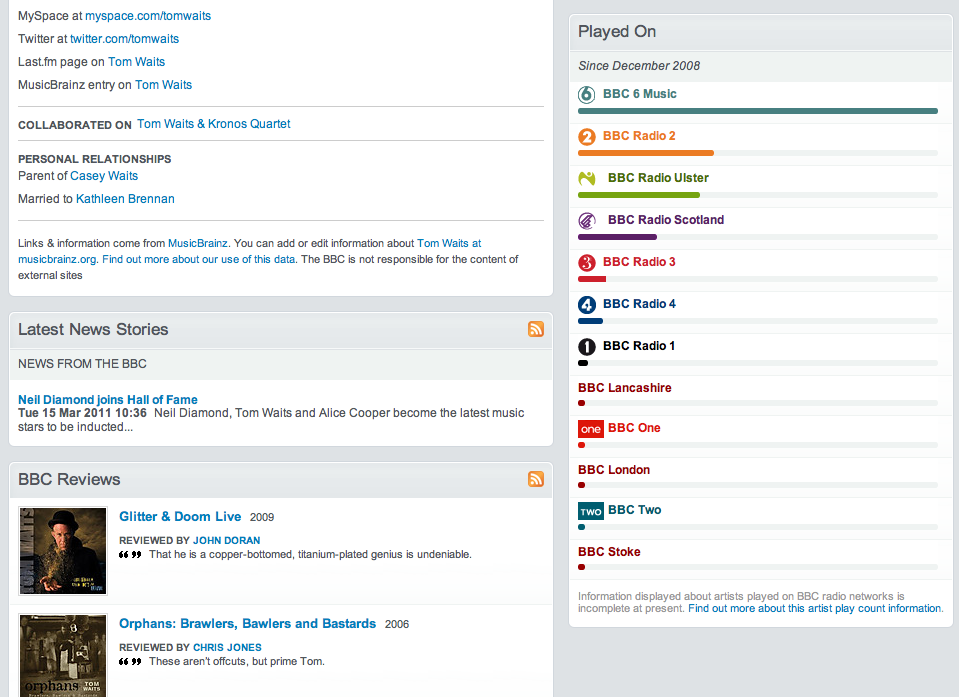 MySpace at myspace.com/tomwaits
Twitter at twitter.com/tomwaits
Last.fm page on Tom Waits
MusicBrainz entry on Tom Waits
COLLABORATED ON Tom Waits & Kronos Quartet
PERSONAL RELATIONSHIPS
Parent of Casey Waits
Married to Kathleen Brennan
Links & information come from MusicBrainz. You can add or edit information about Tom Waits at
musicbrainz.org. Find out more about our use of this data. The BBC is not responsible for the content of
external sites
Latest News Stories
NEWS FROM THE BBC
Neil Diamond joins Hall of Fame
Tue 15 Mar 2011 10:36 Neil Diamond, Tom Waits and Alice Cooper become the latest music
stars to be inducted...
BBC Reviews
TOM WAITS
Glitter & Doom Live 2009
REVIEWED BY JOHN DORAN
❝ ❞ That he is a copper-bottomed, titanium-plated genius is undeniable.
orphans TOM
WAITS
Orphans: Brawlers, Bawlers and Bastards 2006
REVIEWED BY CHRIS JONES
❝ ❞ These aren't offcuts, but prime Tom.
Played On
Since December 2008
6 BBC 6 Music
2 BBC Radio 2
BBC Radio Ulster
BBC Radio Scotland
3 BBC Radio 3
4 BBC Radio 4
1 BBC Radio 1
BBC Lancashire
one BBC One
BBC London
TWO BBC Two
BBC Stoke
Information displayed about artists played on BBC radio networks is
incomplete at present. Find out more about this artist play count information.